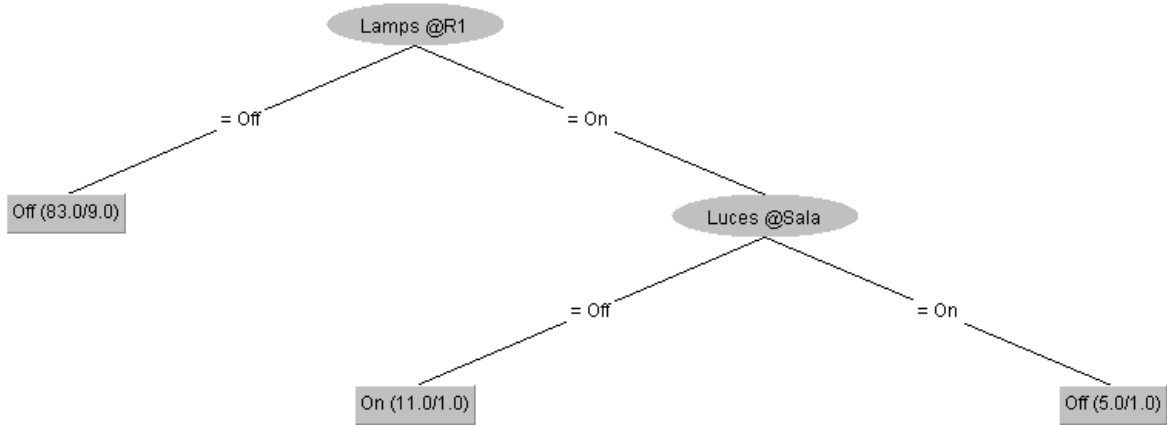 Lamps @R1
= Off
= On
Off (83.0/9.0)
Luces @Sala
= Off
= On
On (11.0/1.0)
Off (5.0/1.0)